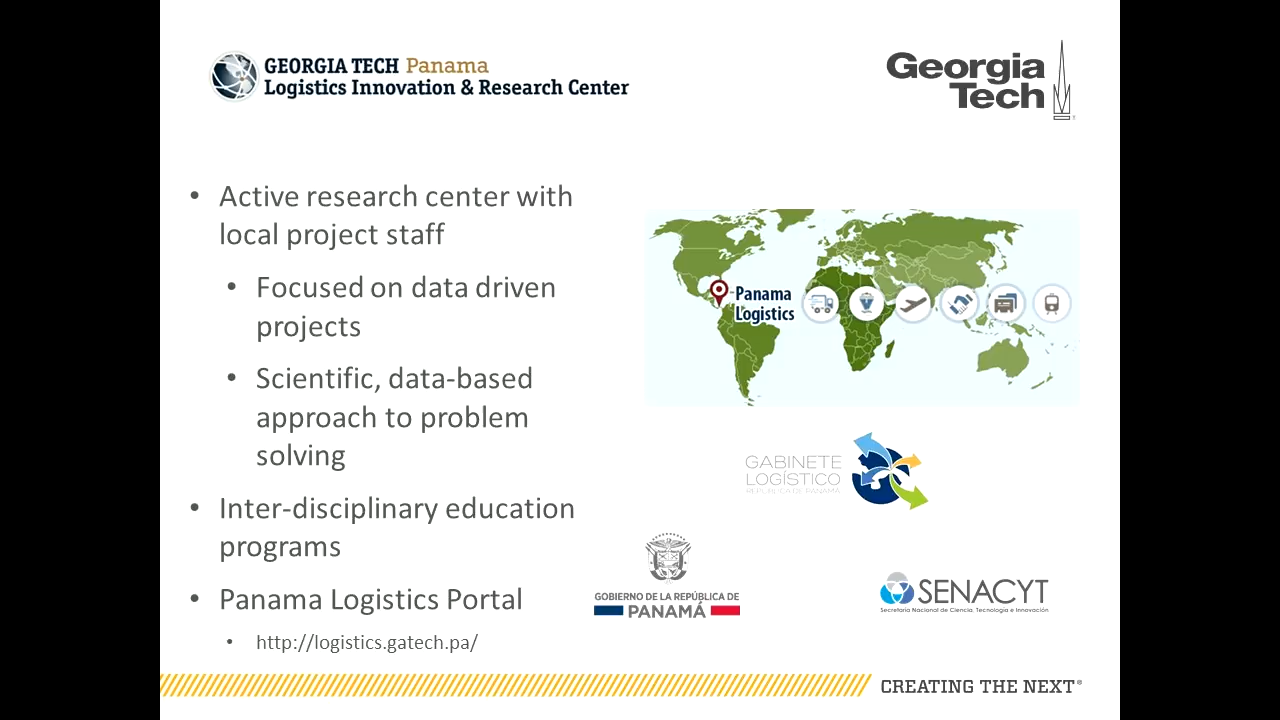 GEORGIA TECH Panama
Logistics Innovation & Research Center
Georgia
Tech
• Active research center with
local project staff
• Focused on data driven
projects
• Scientific, data-based
approach to problem
solving
• Inter-disciplinary education
programs
• Panama Logistics Portal
• http://logistics.gatech.pa/
Panama
Logistics
GABINETE
LOGÍSTICO
REPÚBLICA DE PANAMÁ
GOBIERNO DE LA REPÚBLICA DE
PANAMÁ
SENACYT
Secretaría Nacional de Ciencia, Tecnología e Innovación
CREATING THE NEXT®